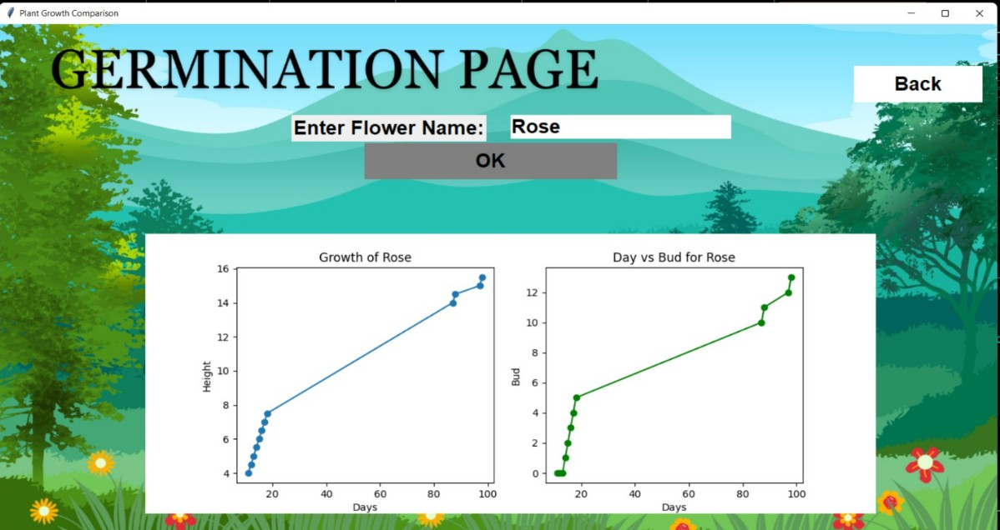 Plant Growth Comparison
GERMINATION PAGE
Back
Enter Flower Name: Rose
OK
Growth of Rose
16
14
12
10
8
6
4
Height
20 40 60 80 100
Days
Day vs Bud for Rose
12
10
8
6
4
2
0
Bud
20 40 60 80 100
Days